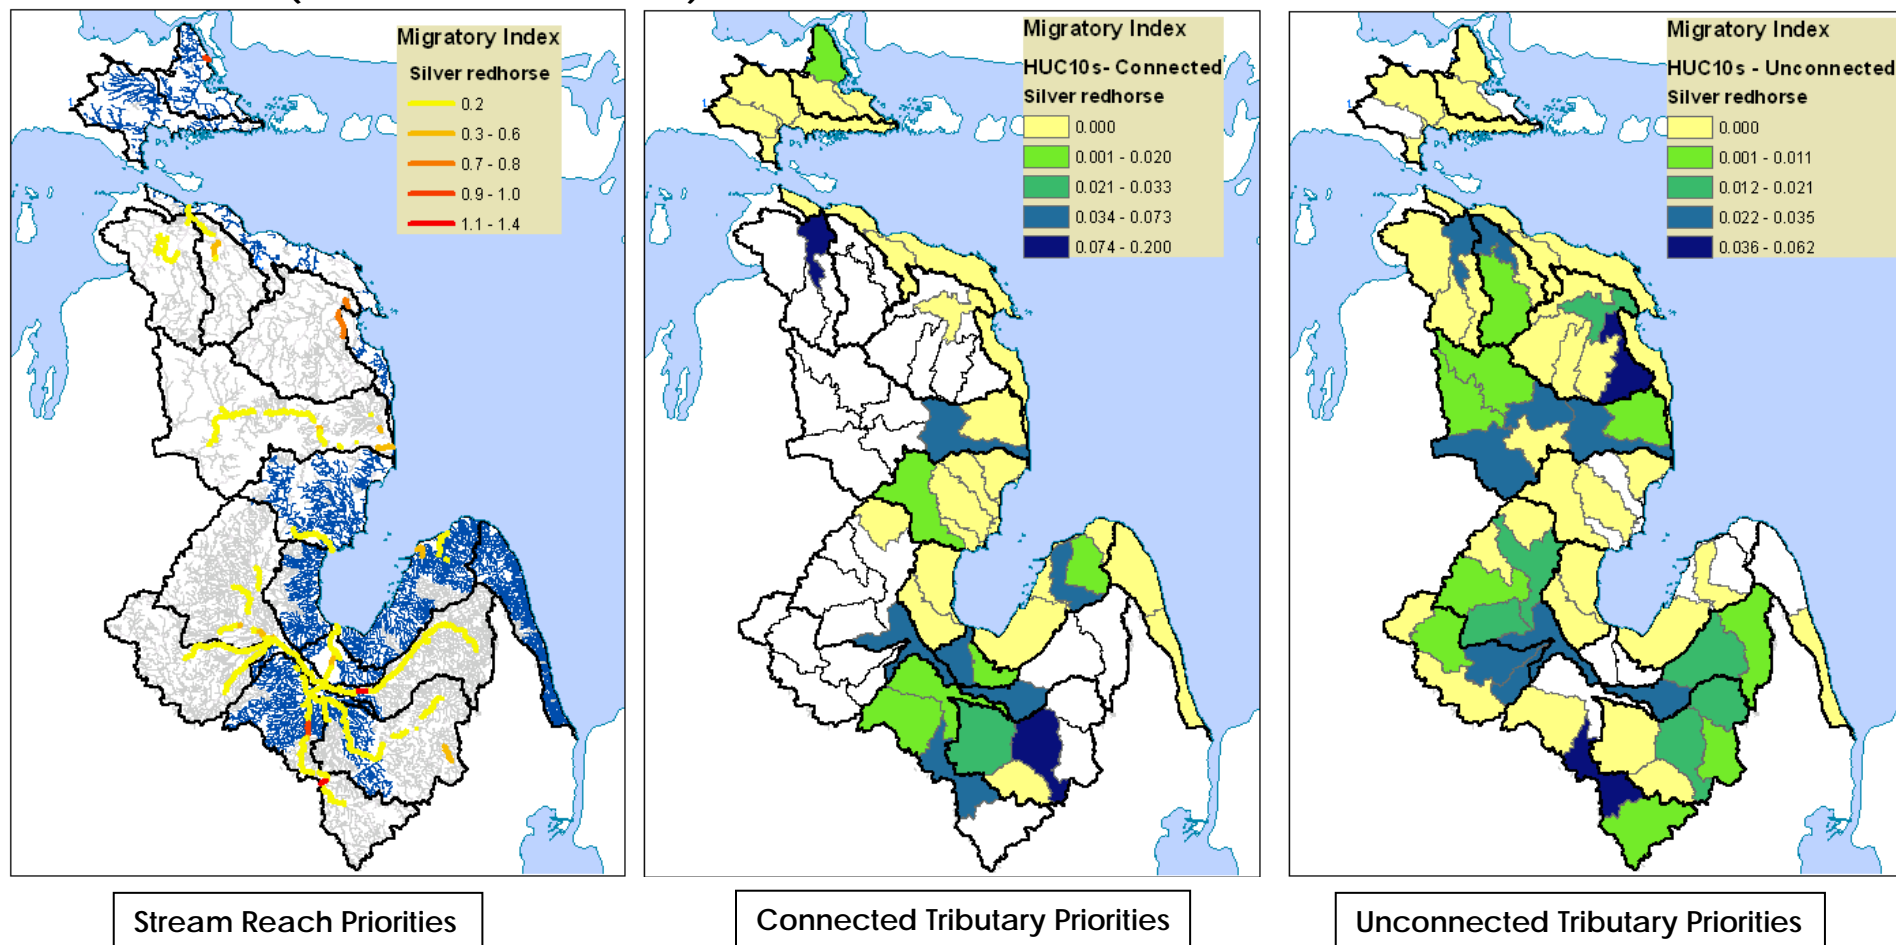 Migratory Index
Silver redhorse
0.2
0.3 - 0.6
0.7 - 0.8
0.9 - 1.0
1.1 - 1.4
Stream Reach Priorities
Migratory Index
HUC10s- Connected
Silver redhorse
0.000
0.001 - 0.020
0.021 - 0.033
0.034 - 0.073
0.074 - 0.200
Connected Tributary Priorities
Migratory Index
HUC10s - Unconnected
Silver redhorse
0.000
0.001 - 0.011
0.012 - 0.021
0.022 - 0.035
0.036 - 0.062
Unconnected Tributary Priorities